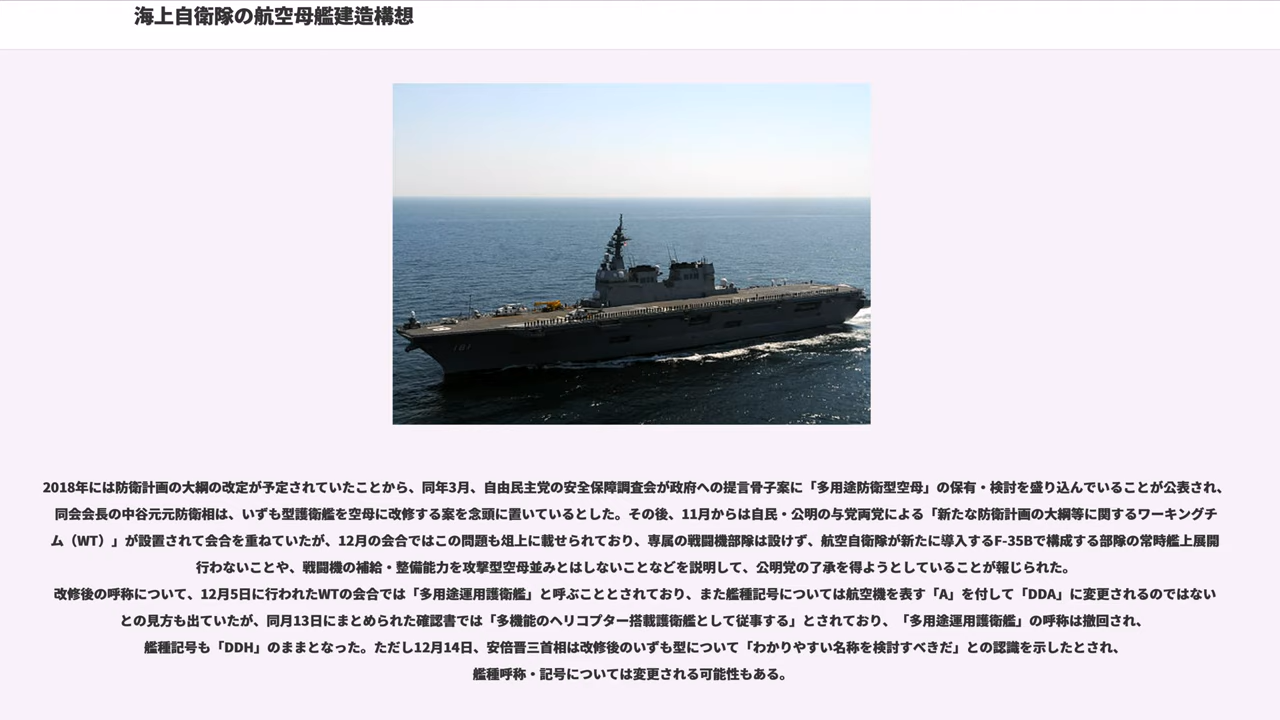 海上自衛隊の航空母艦建造構想
181
2018年には防衛計画の大綱の改定が予定されていたことから、同年3月、自由民主党の安全保障調査会が政府への提言骨子案に「多用途防衛型空母」の保有・検討を盛り込んでいることが公表され、
同会会長の中谷元元防衛相は、いずも型護衛艦を空母に改修する案を念頭に置いているとした。その後、11月からは自民・公明の与党両党による「新たな防衛計画の大綱等に関するワーキングチ
ム（WT）」が設置されて会合を重ねていたが、12月の会合ではこの問題も俎上に載せられており、専属の戦闘機部隊は設けず、航空自衛隊が新たに導入するF-35Bで構成する部隊の常時艦上展開
行わないことや、戦闘機の補給・整備能力を攻撃型空母並みとはしないことなどを説明して、公明党の了承を得ようとしていることが報じられた。
改修後の呼称について、12月5日に行われたWTの会合では「多用途運用護衛艦」と呼ぶこととされており、また艦種記号については航空機を表す「A」を付して「DDA」に変更されるのではない
との見方も出ていたが、同月13日にまとめられた確認書では「多機能のヘリコプター搭載護衛艦として従事する」とされており、「多用途運用護衛艦」の呼称は撤回され、
艦種記号も「DDH」のままとなった。ただし12月14日、安倍晋三首相は改修後のいずも型について「わかりやすい名称を検討すべきだ」との認識を示したとされ、
艦種呼称・記号については変更される可能性もある。